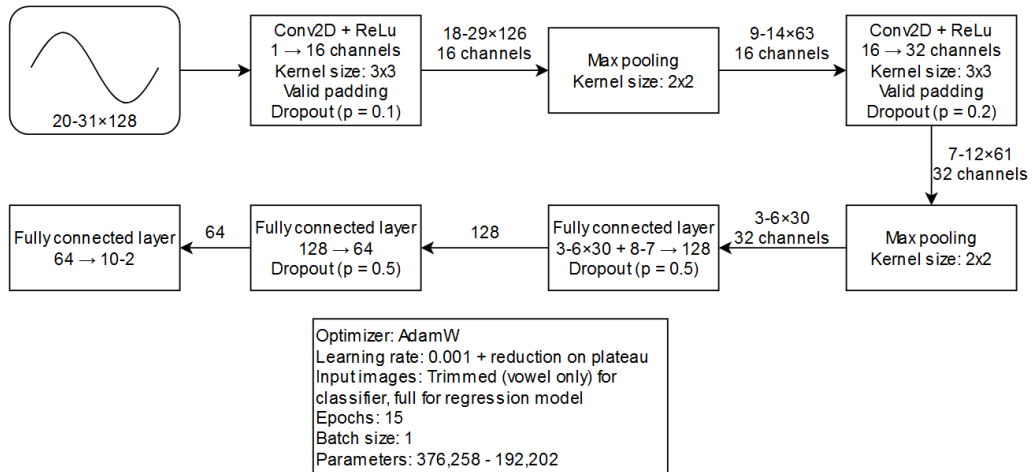 20-31×128
Conv2D + ReLu
1 → 16 channels
Kernel size: 3x3
Valid padding
Dropout (p = 0.1)
18-29×126
16 channels
Max pooling
Kernel size: 2x2
9-14×63
16 channels
Conv2D + ReLu
16 → 32 channels
Kernel size: 3x3
Valid padding
Dropout (p = 0.2)
7-12×61
32 channels
Max pooling
Kernel size: 2x2
3-6×30
32 channels
Fully connected layer
3-6×30 + 8-7 → 128
Dropout (p = 0.5)
128
Fully connected layer
128 → 64
Dropout (p = 0.5)
64
Fully connected layer
64 → 10-2
Optimizer: AdamW
Learning rate: 0.001 + reduction on plateau
Input images: Trimmed (vowel only) for
classifier, full for regression model
Epochs: 15
Batch size: 1
Parameters: 376,258 - 192,202